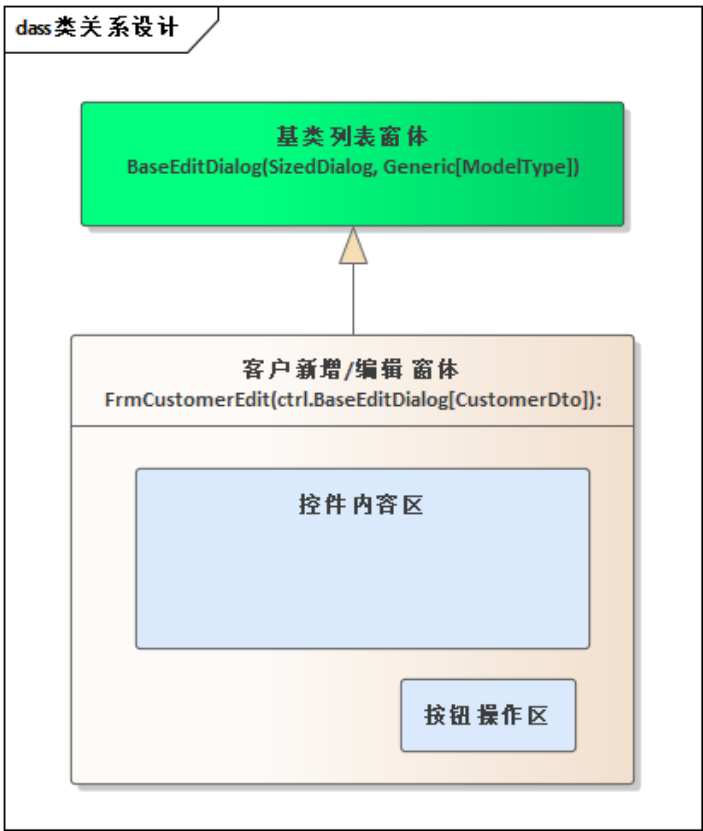 class类关系设计
基类列表窗体
BaseEditDialog(SizedDialog, Generic[ModelType])
客户新增/编辑窗体
FrmCustomerEdit(ctrl.BaseEditDialog[CustomerDto]):
控件内容区
按钮操作区